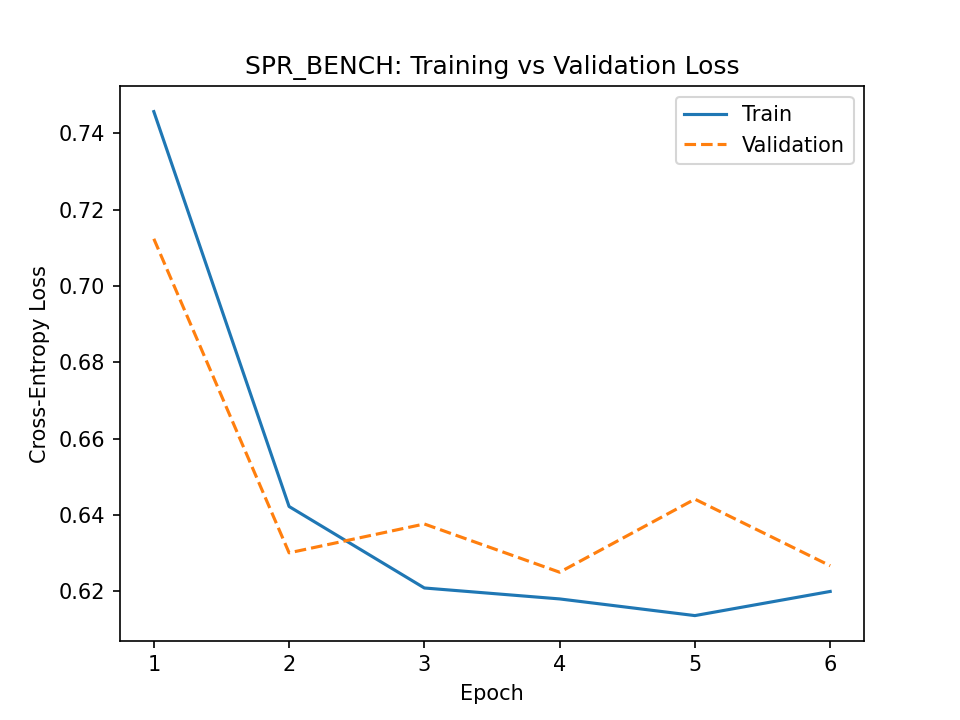 SPR_BENCH: Training vs Validation Loss
Train
Validation
Cross-Entropy Loss
0.74
0.72
0.70
0.68
0.66
0.64
0.62
1 2 3 4 5 6
Epoch